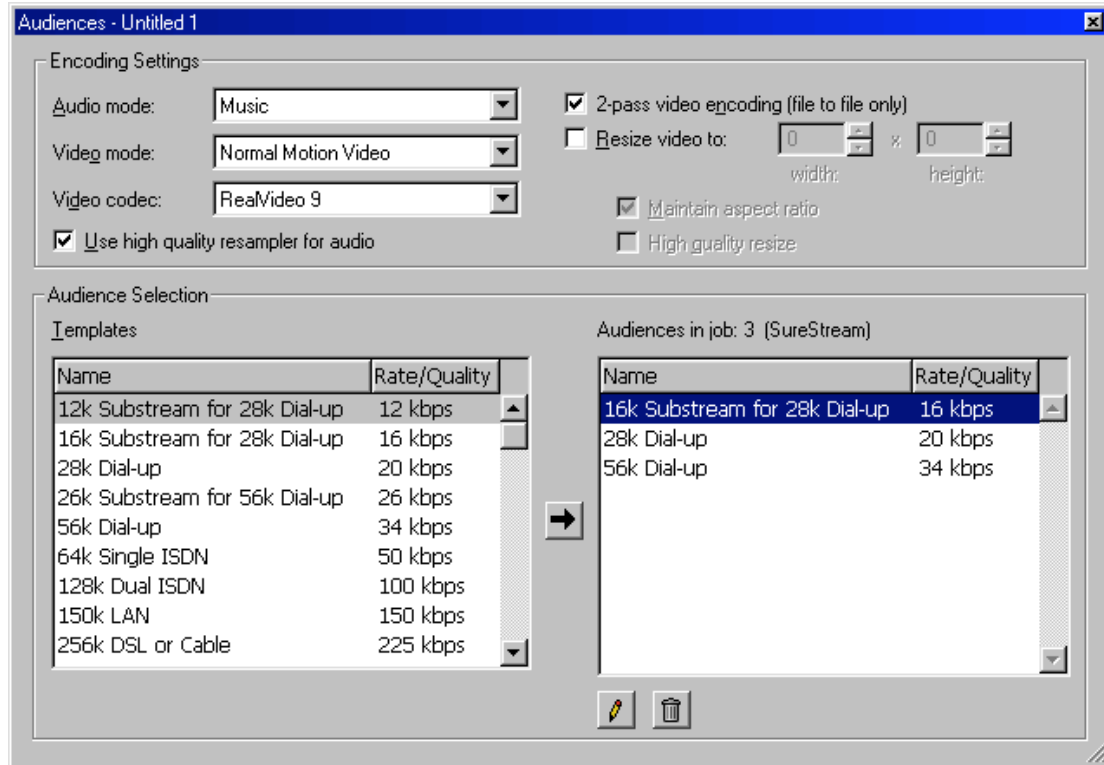 Audiences - Untitled 1
Encoding Settings
Audio mode:
Music
Video mode:
Normal Motion Video
Video codec:
RealVideo 9
Use high quality resampler for audio
2-pass video encoding (file to file only)
Resize video to:
0 x 0
width: height:
Maintain aspect ratio
High quality resize
Audience Selection
Templates
Name Rate/Quality
12k Substream for 28k Dial-up 12 kbps
16k Substream for 28k Dial-up 16 kbps
28k Dial-up 20 kbps
26k Substream for 56k Dial-up 26 kbps
56k Dial-up 34 kbps
64k Single ISDN 50 kbps
128k Dual ISDN 100 kbps
150k LAN 150 kbps
256k DSL or Cable 225 kbps
Audiences in job: 3 (SureStream)
Name Rate/Quality
16k Substream for 28k Dial-up 16 kbps
28k Dial-up 20 kbps
56k Dial-up 34 kbps